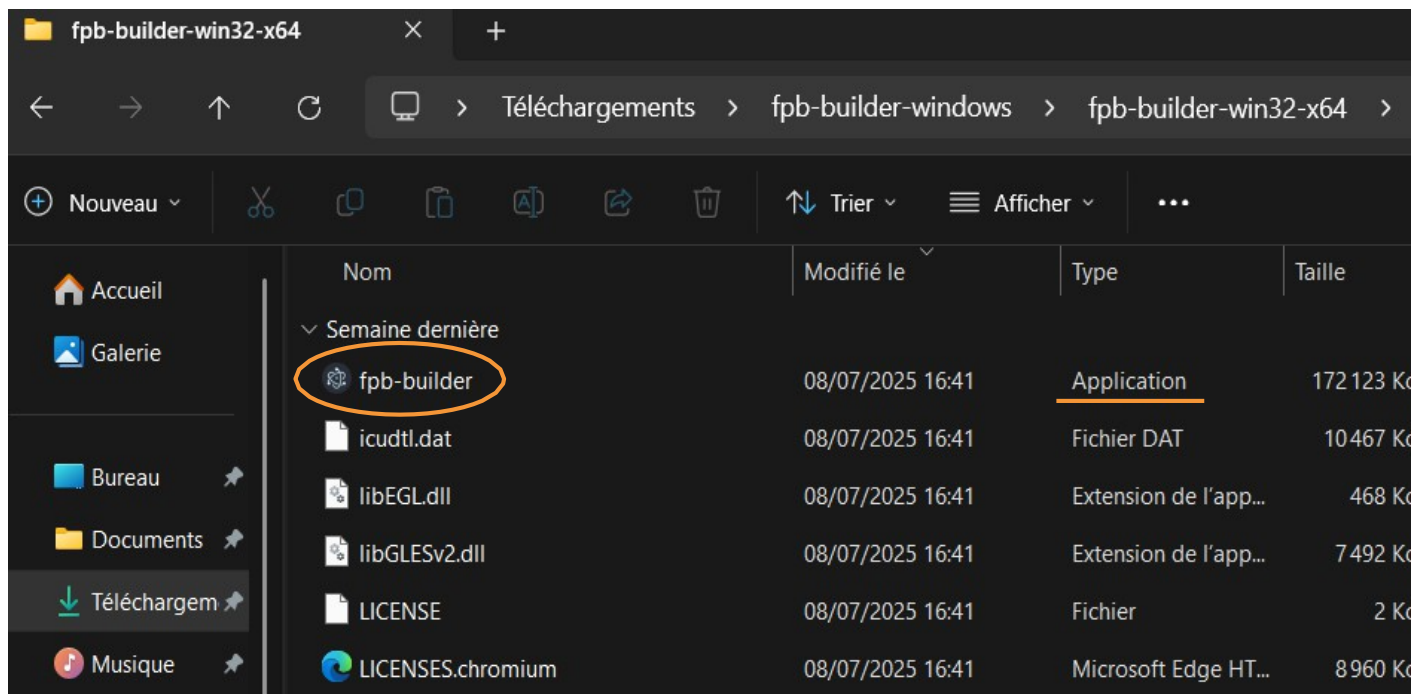 fpb-builder-win32-x64
Téléchargements > fpb-builder-windows > fpb-builder-win32-x64 >
Nouveau Trier Afficher
Nom Modifié le Type Taille
Accueil
Semaine dernière
Galerie
fpb-builder 08/07/2025 16:41 Application 172 123 Ko
icudtl.dat 08/07/2025 16:41 Fichier DAT 10 467 Ko
Bureau
libEGL.dll 08/07/2025 16:41 Extension de l'app... 468 Ko
Documents
libGLESv2.dll 08/07/2025 16:41 Extension de l'app... 7 492 Ko
Téléchargem
LICENSE 08/07/2025 16:41 Fichier 2 Ko
Musique
LICENSES.chromium 08/07/2025 16:41 Microsoft Edge HT... 8 960 Ko